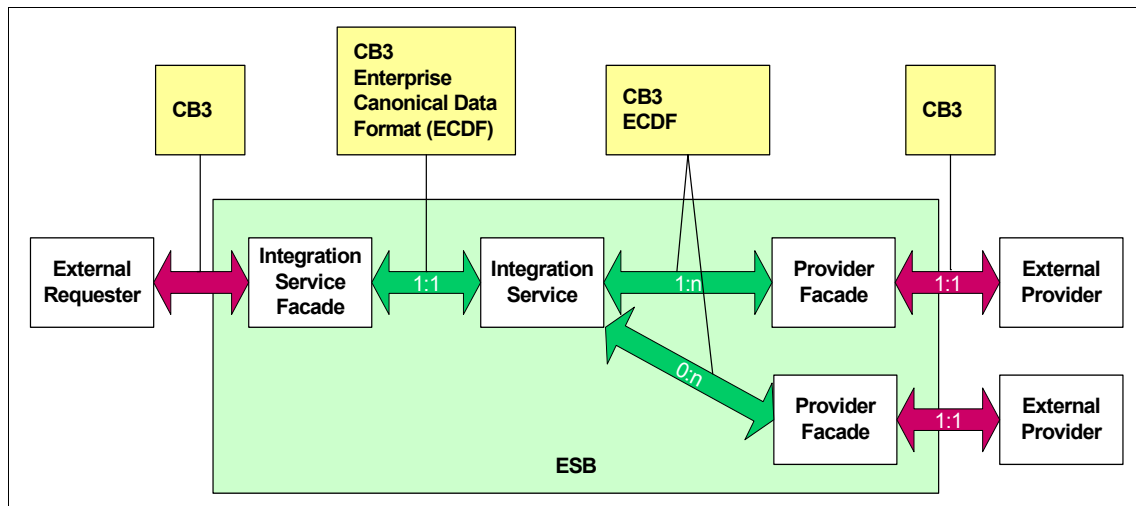 CB3
CB3
Enterprise
Canonical Data
Format (ECDF)
CB3
ECDF
CB3
External
Requester
Integration
Service
Facade
1:1
Integration
Service
1:n
Provider
Facade
1:1
External
Provider
0:n
Provider
Facade
1:1
External
Provider
ESB